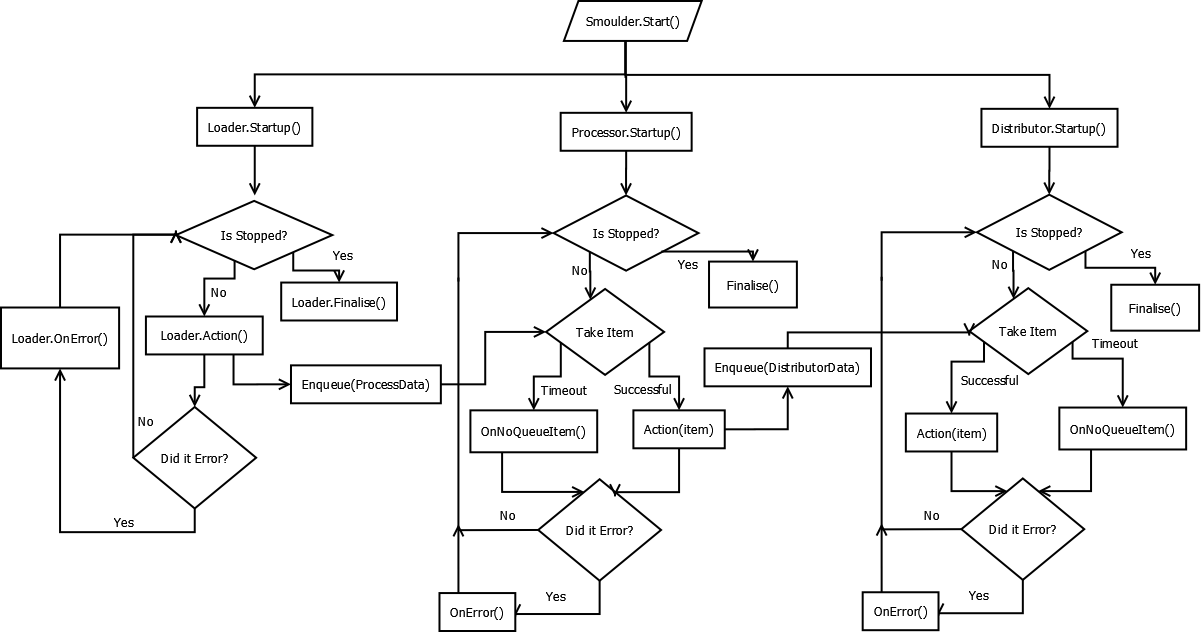 Smoulder.Start()
Loader.Startup()
Processor.Startup()
Distributor.Startup()
Is Stopped?
Is Stopped?
Is Stopped?
Yes
Yes
Yes
No
No
No
Loader.Finalise()
Finalise()
Finalise()
Loader.OnError()
Loader.Action()
Take Item
Take Item
Enqueue(ProcessData)
Enqueue(DistributorData)
Timeout
Successful
Successful
Timeout
No
OnNoQueueItem()
Action(item)
Action(item)
OnNoQueueItem()
Did it Error?
Yes
No
Did it Error?
No
Did it Error?
Yes
Yes
OnError()
OnError()